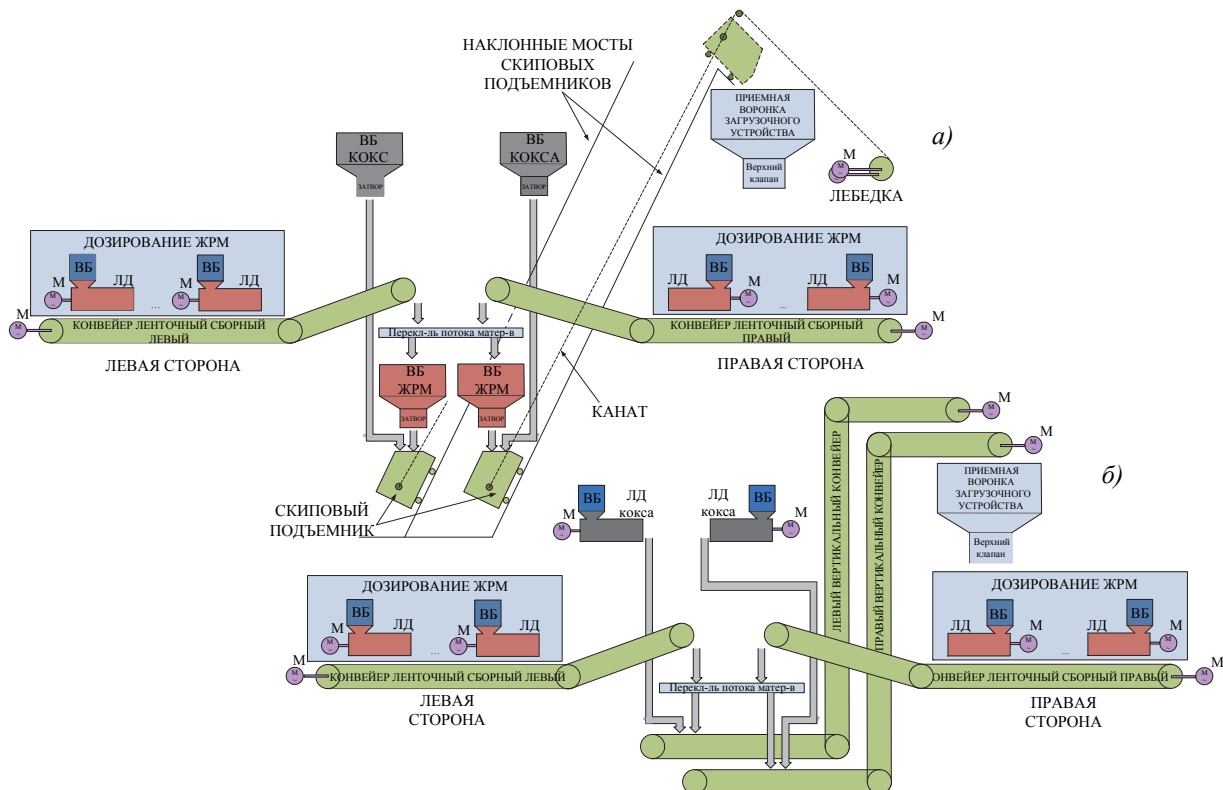 НАКЛОННЫЕ МОСТЫ
СКИПОВЫХ
ПОДЪЕМНИКОВ
ПРИЕМНАЯ
ВОРОНКА
ЗАГРУЗОЧНОГО
УСТРОЙСТВА
Верхний
клапан
а)
М
М
~
ЛЕБЕДКА
ВБ
КОКС
ЗАТВОР
ВБ
КОКСА
ЗАТВОР
ДОЗИРОВАНИЕ ЖРМ
ВБ
М
ЛД
М
~
...
ВБ
М
ЛД
М
~
М
М
~
КОНВЕЙЕР ЛЕНТОЧНЫЙ СБОРНЫЙ
ЛЕВЫЙ
ЛЕВАЯ СТОРОНА
Перекл-ль потока матер-в
ВБ
ЖРМ
ЗАТВОР
ВБ
ЖРМ
ЗАТВОР
ДОЗИРОВАНИЕ ЖРМ
ЛД
ВБ
М
М
~
...
ЛД
ВБ
М
М
~
М
М
~
КОНВЕЙЕР ЛЕНТОЧНЫЙ СБОРНЫЙ
ПРАВЫЙ
ПРАВАЯ СТОРОНА
КАНАТ
СКИПОВЫЙ
ПОДЪЕМНИК
М
М
~
М
М
~
б)
ПРИЕМНАЯ
ВОРОНКА
ЗАГРУЗОЧНОГО
УСТРОЙСТВА
Верхний
клапан
ЛЕВЫЙ ВЕРТИКАЛЬНЫЙ КОНВЕЙЕР
ПРАВЫЙ ВЕРТИКАЛЬНЫЙ КОНВЕЙЕР
ВБ
ЛД
кокса
М
М
~
ЛД
кокса
ВБ
М
М
~
ДОЗИРОВАНИЕ ЖРМ
ВБ
М
ЛД
М
~
...
ВБ
М
ЛД
М
~
М
М
~
КОНВЕЙЕР ЛЕНТОЧНЫЙ СБОРНЫЙ ЛЕВЫЙ
ЛЕВАЯ
СТОРОНА
Перекл-ль потока матер-в
ДОЗИРОВАНИЕ ЖРМ
ЛД
ВБ
М
М
~
...
ЛД
ВБ
М
М
~
М
М
~
КОНВЕЙЕР ЛЕНТОЧНЫЙ СБОРНЫЙ ПРАВЫЙ
ПРАВАЯ
СТОРОНА